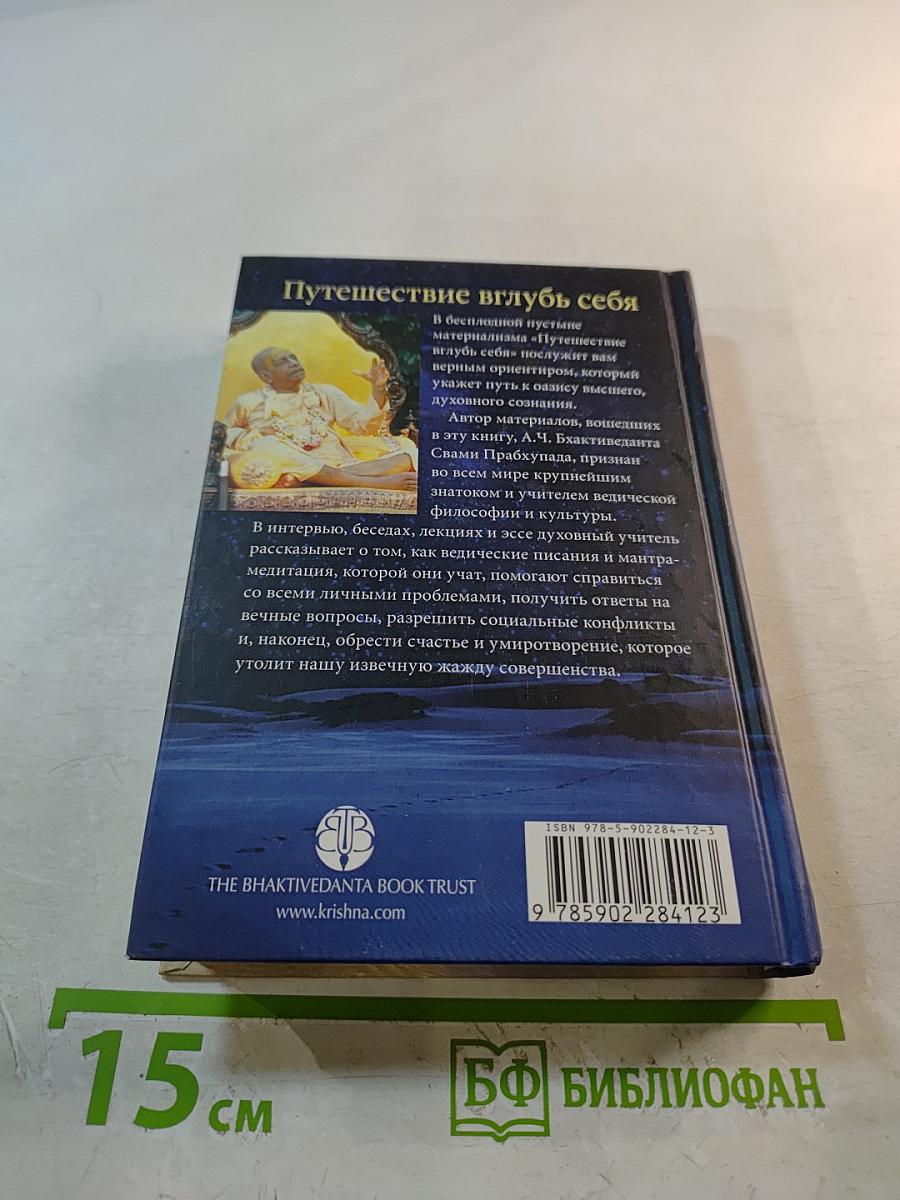 Путешествие вглубь себя
В бесплодной пустыне
материализма «Путешествие
вглубь себя» послужит вам
верным ориентиром, который
укажет путь к оазису высшего,
духовного сознания.
Автор материалов, вошедших
в эту книгу, А.Ч. Бхактиведанта
Свами Прабхупада, признан
во всем мире крупнейшим
знатоком и учителем ведической
философии и культуры.
В интервью, беседах, лекциях и эссе духовный учитель
рассказывает о том, как ведические писания и мантра-
медитация, которой они учат, помогают справиться
со всеми личными проблемами, получить ответы на
вечные вопросы, разрешить социальные конфликты
и, наконец, обрести счастье и умиротворение, которое
утолит нашу извечную жажду совершенства.
BTB
THE BHAKTIVEDANTA BOOK TRUST
www.krishna.com
ISBN 978-5-902284-12-3
9 785902 284123
15 см
БФ БИБЛИОФАН